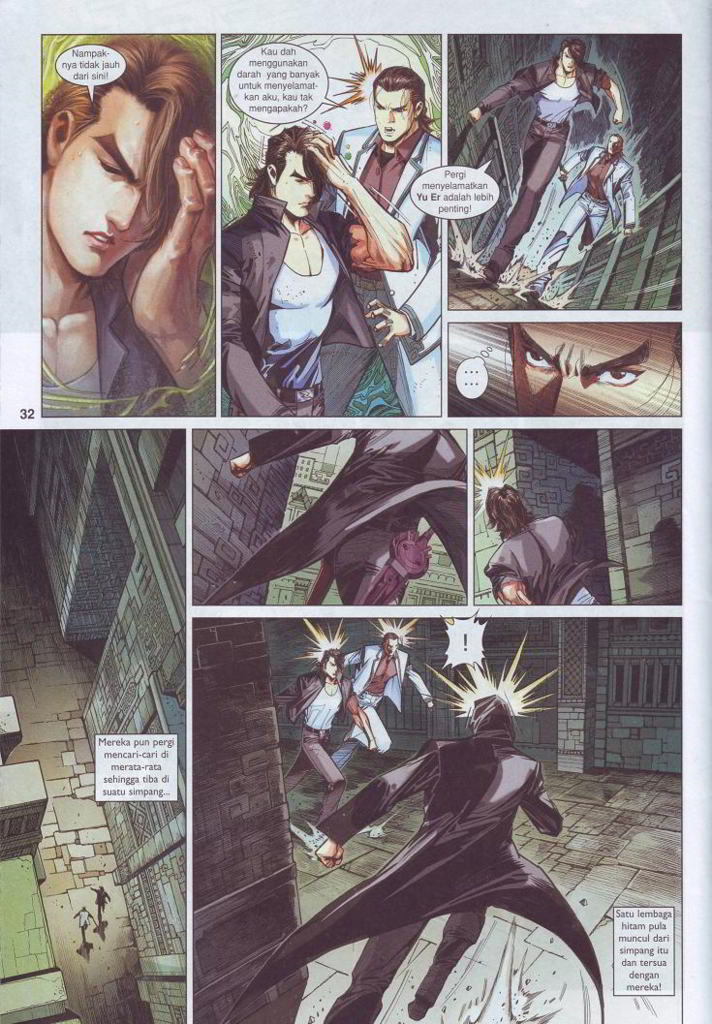 Nampak-
nya tidak jauh
dari sini!
Kau dah
menggunakan
darah yang banyak
untuk menyelamat-
kan aku, kau tak
mengapakah?
Pergi
menyelamatkan
Yu Er adalah lebih
penting!
...
...
32
Mereka pun pergi
mencari-cari di
merata-rata
sehingga tiba di
suatu simpang...
!
Satu lembaga
hitam pula
muncul dari
simpang itu
dan tersua
dengan
mereka!